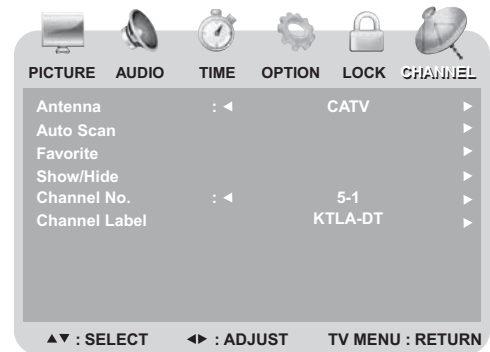 PICTURE AUDIO TIME OPTION LOCK CHANNEL
Antenna : ◄ CATV ►
Auto Scan ►
Favorite ►
Show/Hide ►
Channel No. : ◄ 5-1 ►
Channel Label KTLA-DT ►
▲▼ : SELECT ◄► : ADJUST TV MENU : RETURN